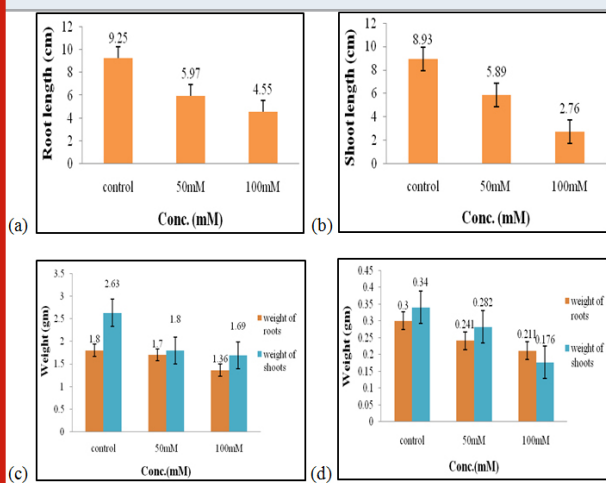 12
10
8
6
4
2
0
Root length (cm)
9.25
5.97
4.55
control 50mM 100mM
Conc. (mM)
(a)
12
10
8
6
4
2
0
Shoot length (cm)
8.93
5.89
2.76
control 50mM 100mM
Conc. (mM)
(b)
3.5
3
2.5
2
1.5
1
0.5
0
Weight (gm)
1.8
2.63
1.7
1.8
1.36
1.69
weight of
roots
weight of
shoots
control 50mM 100mM
Conc.(mM)
(c)
0.45
0.4
0.35
0.3
0.25
0.2
0.15
0.1
0.05
0
Weight (gm)
0.3
0.34
0.241
0.282
0.211
0.176
weight of
roots
weight of
shoots
control 50mM 100mM
Conc.(mM)
(d)